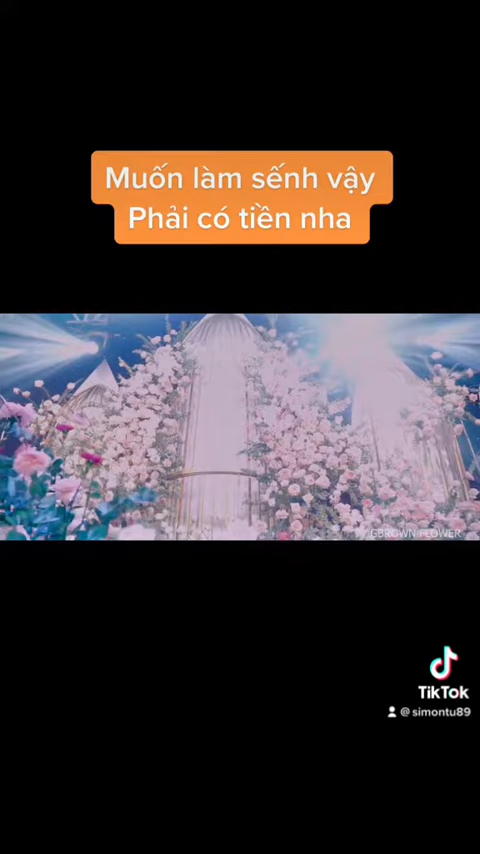 Muốn làm sếnh vậy
Phải có tiền nha
GBROWN FLOWER
TikTok
@simontu89